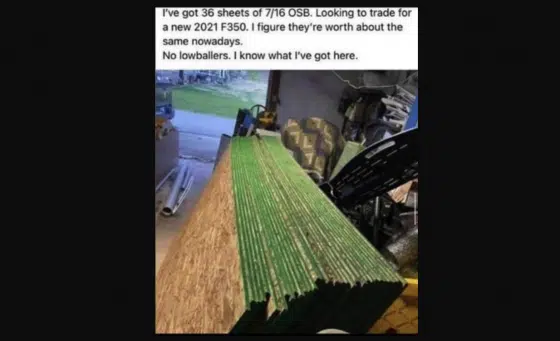 I've got 36 sheets of 7/16 OSB. Looking to trade for
a new 2021 F350. I figure they're worth about the
same nowadays.
No lowballers. I know what I've got here.